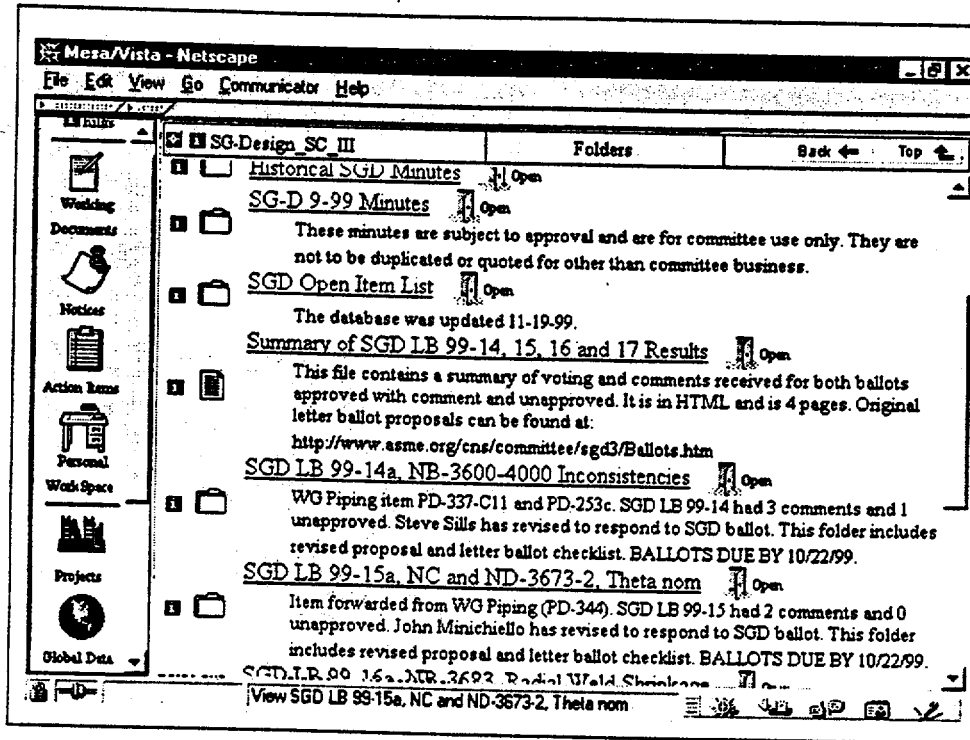 Mesa/Vista - Netscape
File Edit View Go Communicator Help
SG-Design_SC_III Folders Back Top
Historical SGD Minutes Open
SG-D 9-99 Minutes Open
These minutes are subject to approval and are for committee use only. They are
not to be duplicated or quoted for other than committee business.
SGD Open Item List Open
The database was updated 11-19-99.
Summary of SGD LB 99-14, 15, 16 and 17 Results Open
This file contains a summary of voting and comments received for both ballots
approved with comment and unapproved. It is in HTML and is 4 pages. Original
letter ballot proposals can be found at:
http://www.asme.org/cns/committee/sgd3/Ballots.htm
SGD LB 99-14a, NB-3600-4000 Inconsistencies Open
WG Piping item PD-337-C11 and PD-253c. SGD LB 99-14 had 3 comments and 1
unapproved. Steve Sills has revised to respond to SGD ballot. This folder includes
revised proposal and letter ballot checklist. BALLOTS DUE BY 10/22/99.
SGD LB 99-15a, NC and ND-3673-2, Theta nom Open
Item forwarded from WG Piping (PD-344). SGD LB 99-15 had 2 comments and 0
unapproved. John Minichiello has revised to respond to SGD ballot. This folder
includes revised proposal and letter ballot checklist. BALLOTS DUE BY 10/22/99.
SGD LB 99-16a, Radial Weld Shrinkage
Working
Documents
Notices
Action Items
Personal
Work Space
Projects
Global Data
View SGD LB 99-15a, NC and ND-3673-2, Theta nom